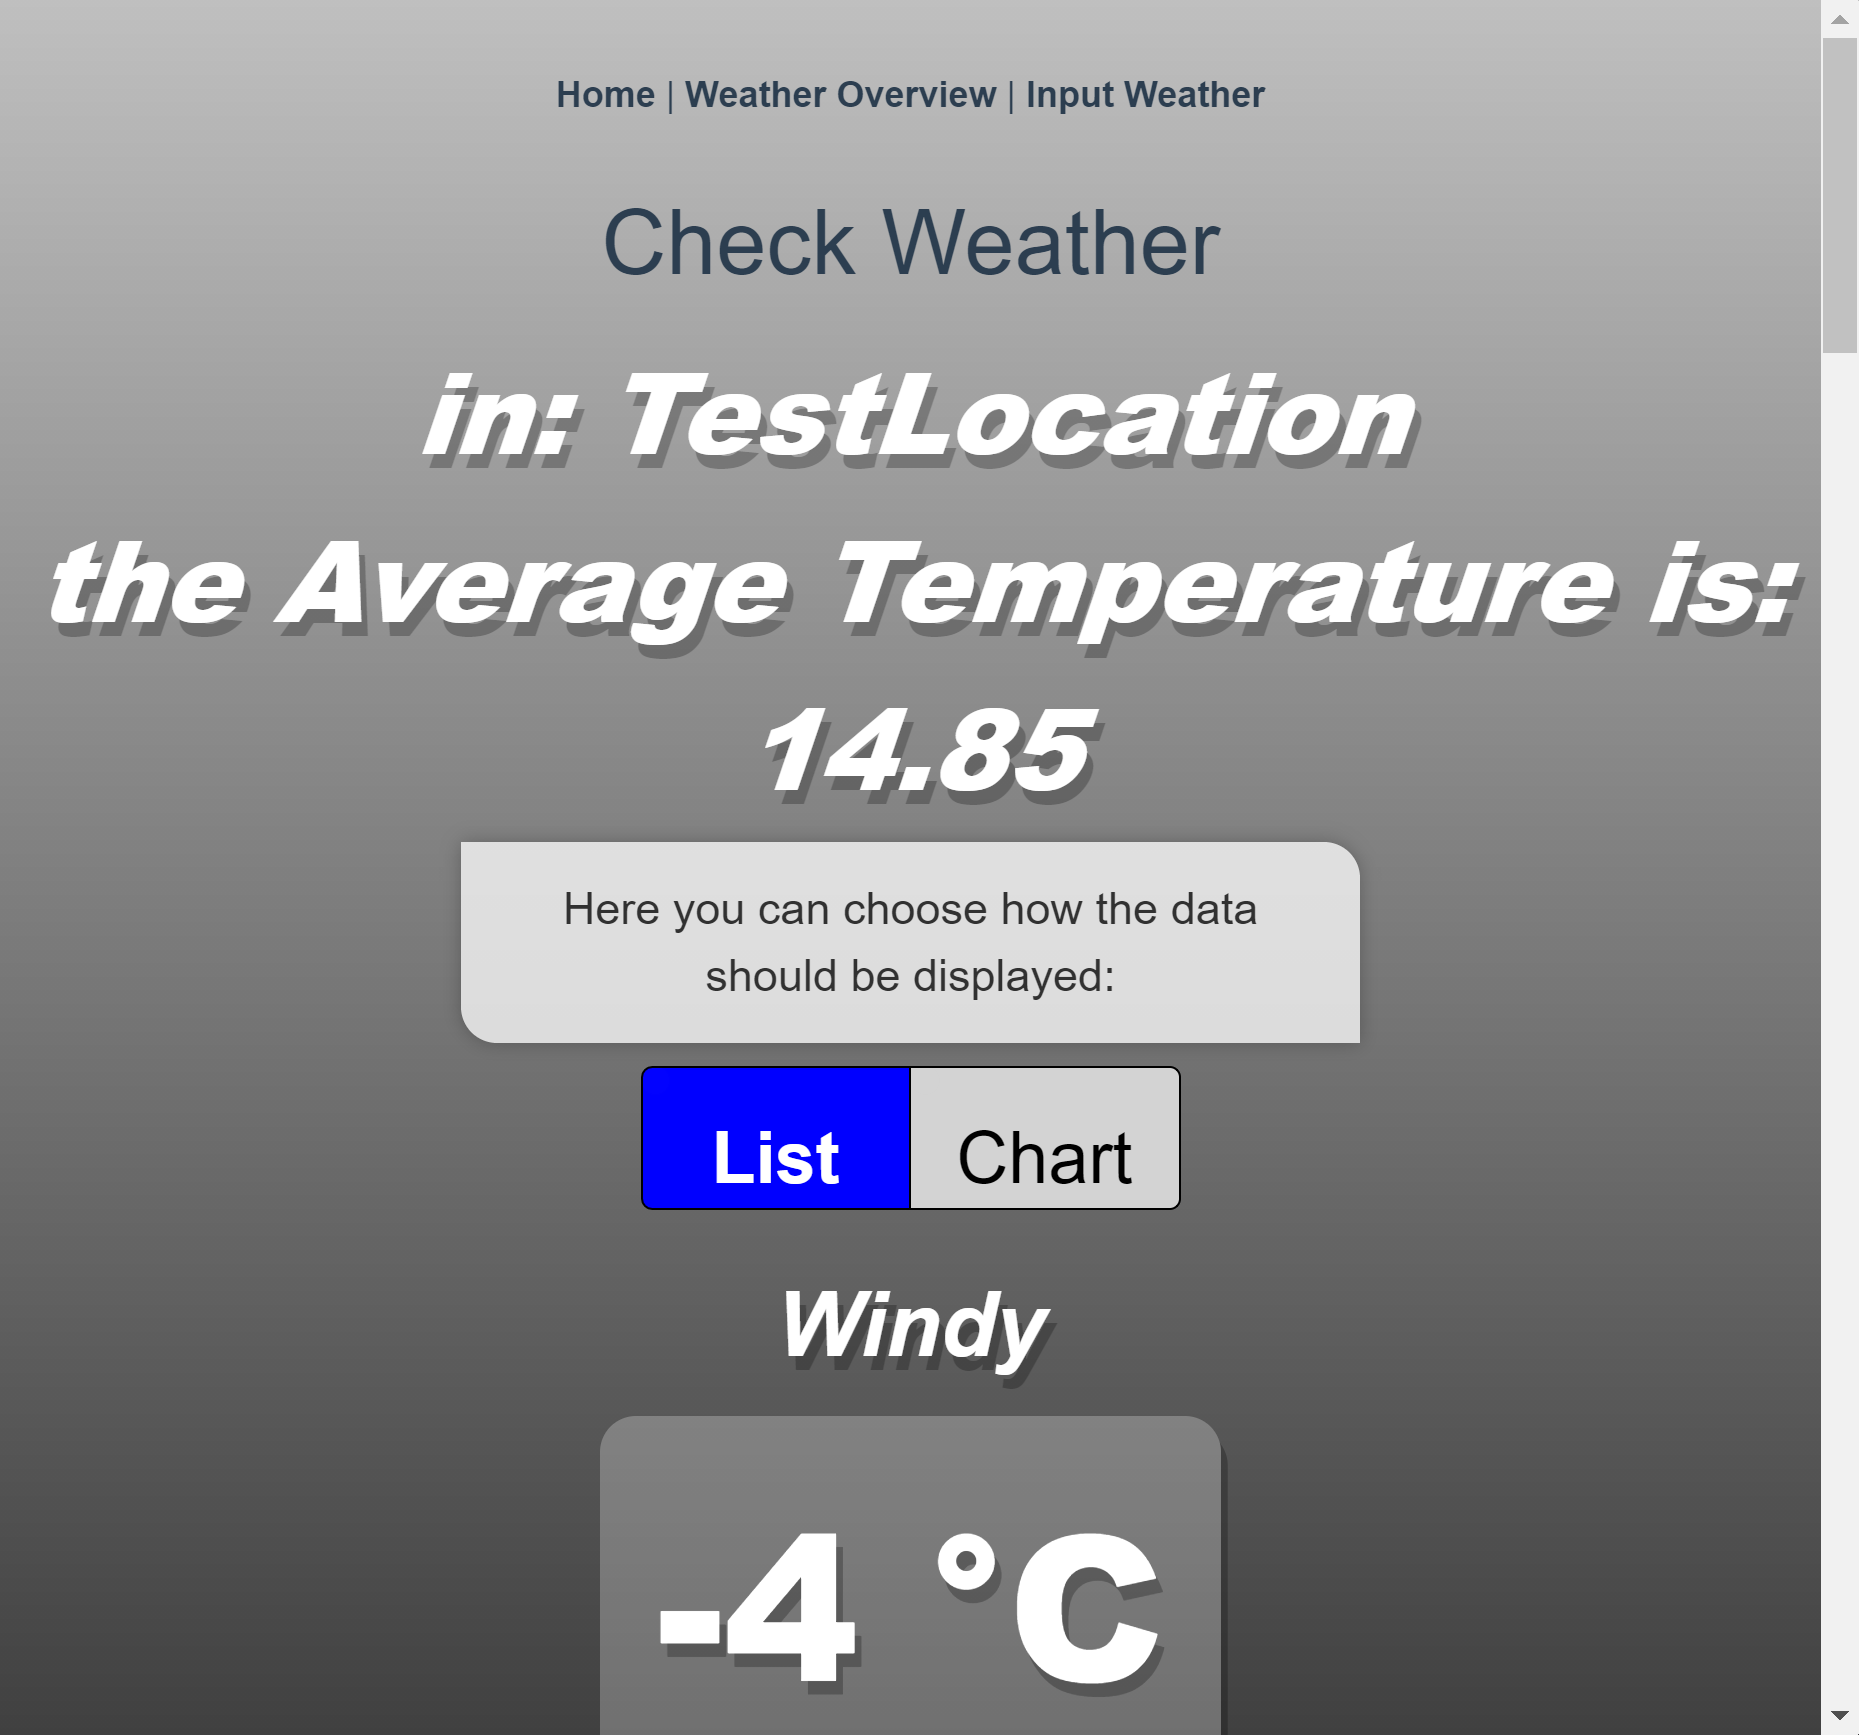 Home | Weather Overview | Input Weather
Check Weather
in: TestLocation
the Average Temperature is:
14.85
Here you can choose how the data
should be displayed:
List Chart
Windy
-4 °C